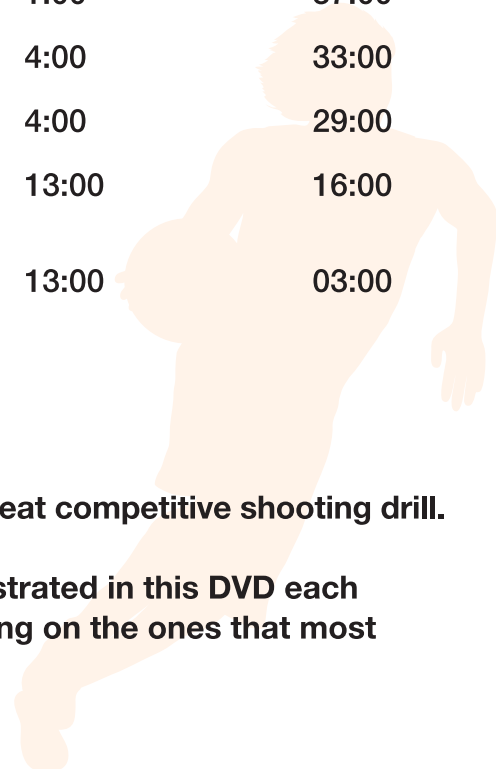 4:00 33:00
4:00 29:00
13:00 16:00
13:00 03:00
eat competitive shooting drill.
strated in this DVD each
ng on the ones that most